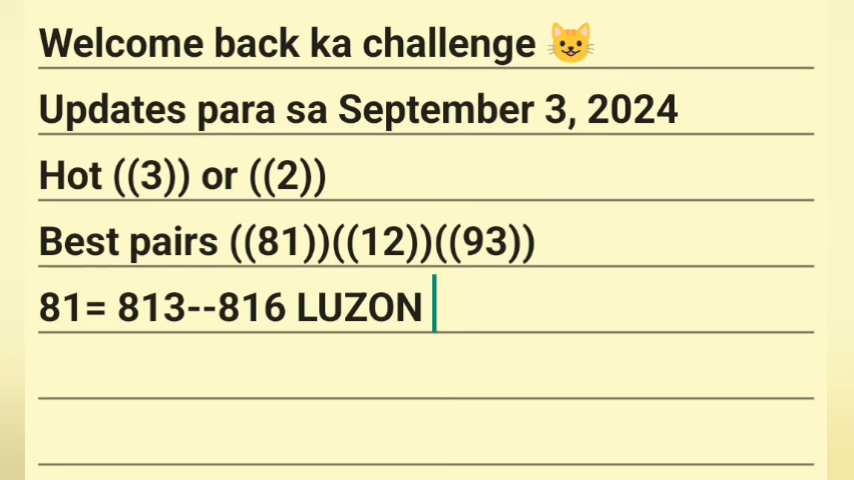 Welcome back ka challenge 😺
Updates para sa September 3, 2024
Hot ((3)) or ((2))
Best pairs ((81))((12))((93))
81= 813--816 LUZON